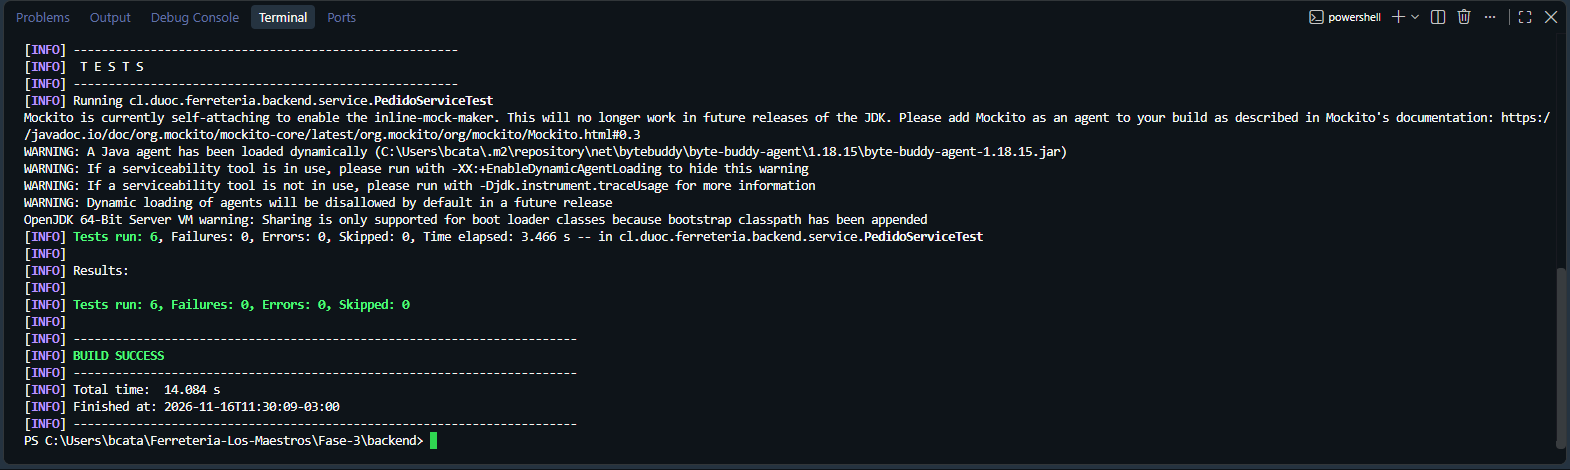 Problems Output Debug Console Terminal Ports powershell
[INFO] -------------------------------------------------------
[INFO]  T E S T S
[INFO] -------------------------------------------------------
[INFO] Running cl.duoc.ferreteria.backend.service.PedidoServiceTest
Mockito is currently self-attaching to enable the inline-mock-maker. This will no longer work in future releases of the JDK. Please add Mockito as an agent to your build as described in Mockito's documentation: https:/
/javadoc.io/doc/org.mockito/mockito-core/latest/org.mockito/org/mockito/Mockito.html#0.3
WARNING: A Java agent has been loaded dynamically (C:\Users\bcata\.m2\repository\net\bytebuddy\byte-buddy-agent\1.18.15\byte-buddy-agent-1.18.15.jar)
WARNING: If a serviceability tool is in use, please run with -XX:+EnableDynamicAgentLoading to hide this warning
WARNING: If a serviceability tool is not in use, please run with -Djdk.instrument.traceUsage for more information
WARNING: Dynamic loading of agents will be disallowed by default in a future release
OpenJDK 64-Bit Server VM warning: Sharing is only supported for boot loader classes because bootstrap classpath has been appended
[INFO] Tests run: 6, Failures: 0, Errors: 0, Skipped: 0, Time elapsed: 3.466 s -- in cl.duoc.ferreteria.backend.service.PedidoServiceTest
[INFO]
[INFO] Results:
[INFO]
[INFO] Tests run: 6, Failures: 0, Errors: 0, Skipped: 0
[INFO]
[INFO] ------------------------------------------------------------------------
[INFO] BUILD SUCCESS
[INFO] ------------------------------------------------------------------------
[INFO] Total time:  14.084 s
[INFO] Finished at: 2026-11-16T11:30:09-03:00
[INFO] ------------------------------------------------------------------------
PS C:\Users\bcata\Ferreteria-Los-Maestros\Fase-3\backend>